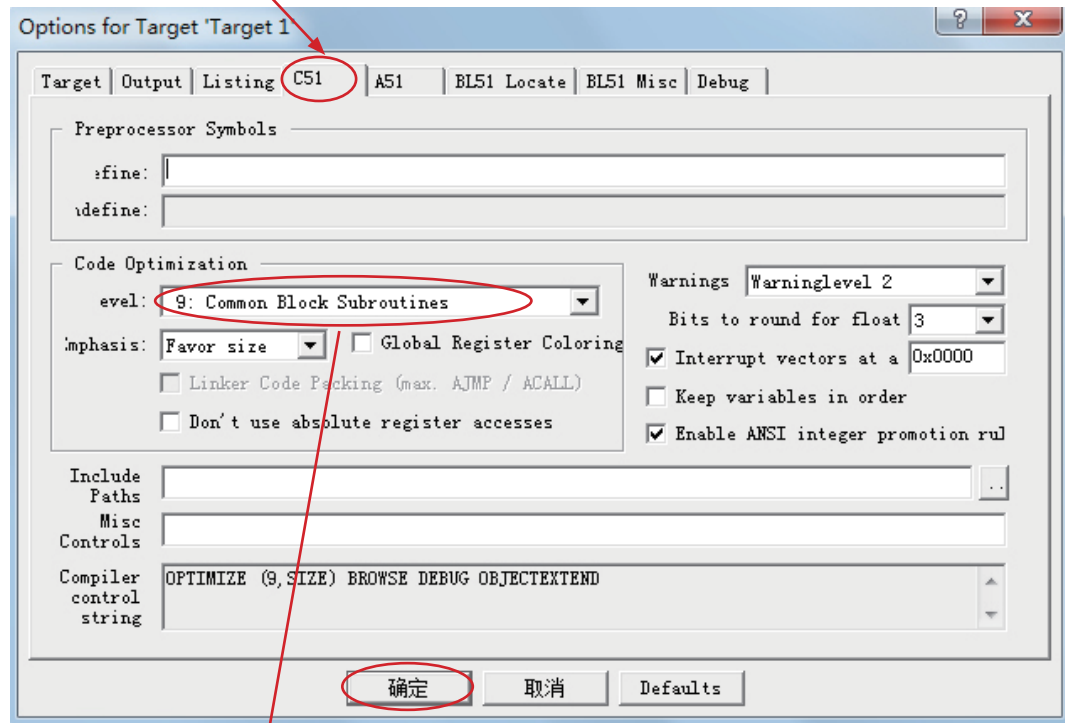 Options for Target 'Target 1'
Target Output Listing C51 A51 BL51 Locate BL51 Misc Debug
Preprocessor Symbols
efine:
ndefine:
Code Optimization
evel: 9: Common Block Subroutines
Emphasis: Favor size Global Register Coloring
Linker Code Packing (max. AJMP / ACALL)
Don't use absolute register accesses
Warnings Warninglevel 2
Bits to round for float 3
Interrupt vectors at a 0x0000
Keep variables in order
Enable ANSI integer promotion rul
Include
Paths
..
Misc
Controls
Compiler
control
string
OPTIMIZE (9,SIZE) BROWSE DEBUG OBJECTEXTEND
确定 取消 Defaults